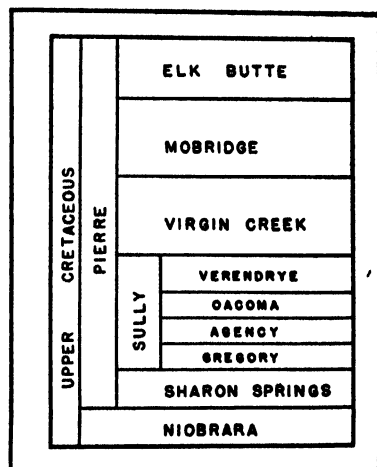 UPPER CRETACEOUS
PIERRE
ELK BUTTE
MOBRIDGE
VIRGIN CREEK
SULLY
VERENDRYE
OACOMA
AGENCY
GREGORY
SHARON SPRINGS
NIOBRARA